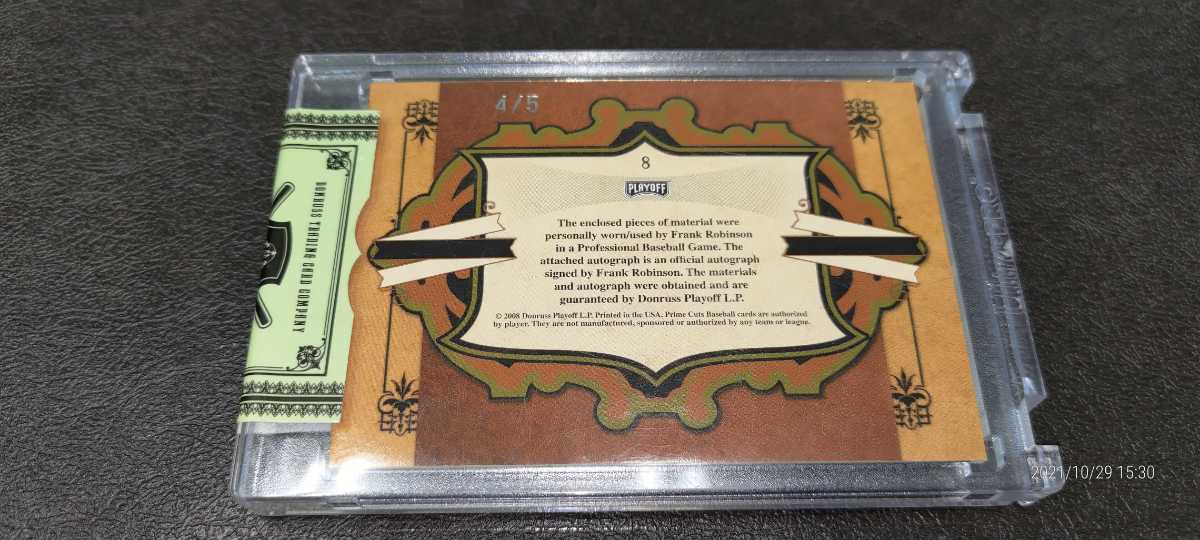 4/5
8
PLAYOFF
The enclosed pieces of material were
personally worn/used by Frank Robinson
in a Professional Baseball Game. The
attached autograph is an official autograph
signed by Frank Robinson. The materials
and autograph were obtained and are
guaranteed by Donruss Playoff L.P.
© 2008 Donruss Playoff L.P. Printed in the USA. Prime Cuts Baseball cards are authorized
by player. They are not manufactured, sponsored or authorized by any team or league.
DONRUSS TRADING CARD COMPANY
2021/10/29 15:30